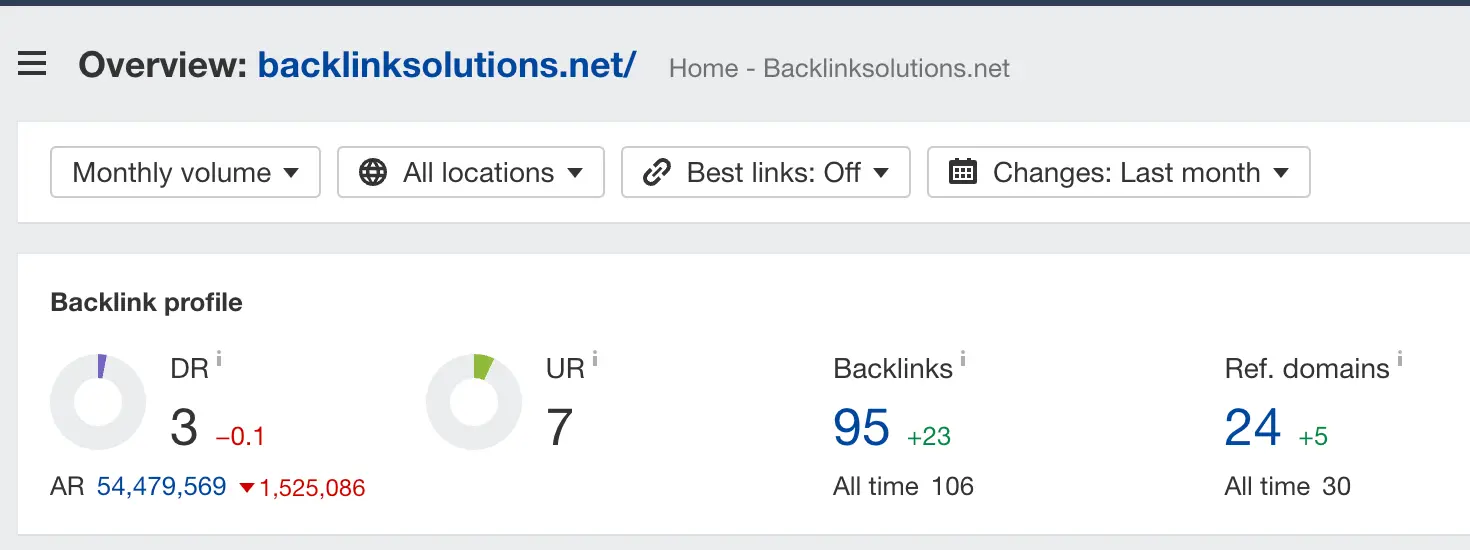 Overview: backlinksolutions.net/ Home - Backlinksolutions.net
Monthly volume All locations Best links: Off Changes: Last month
Backlink profile
DR i UR i Backlinks i Ref. domains i
3 −0.1 7 95 +23 24 +5
AR 54,479,569 1,525,086 All time 106 All time 30